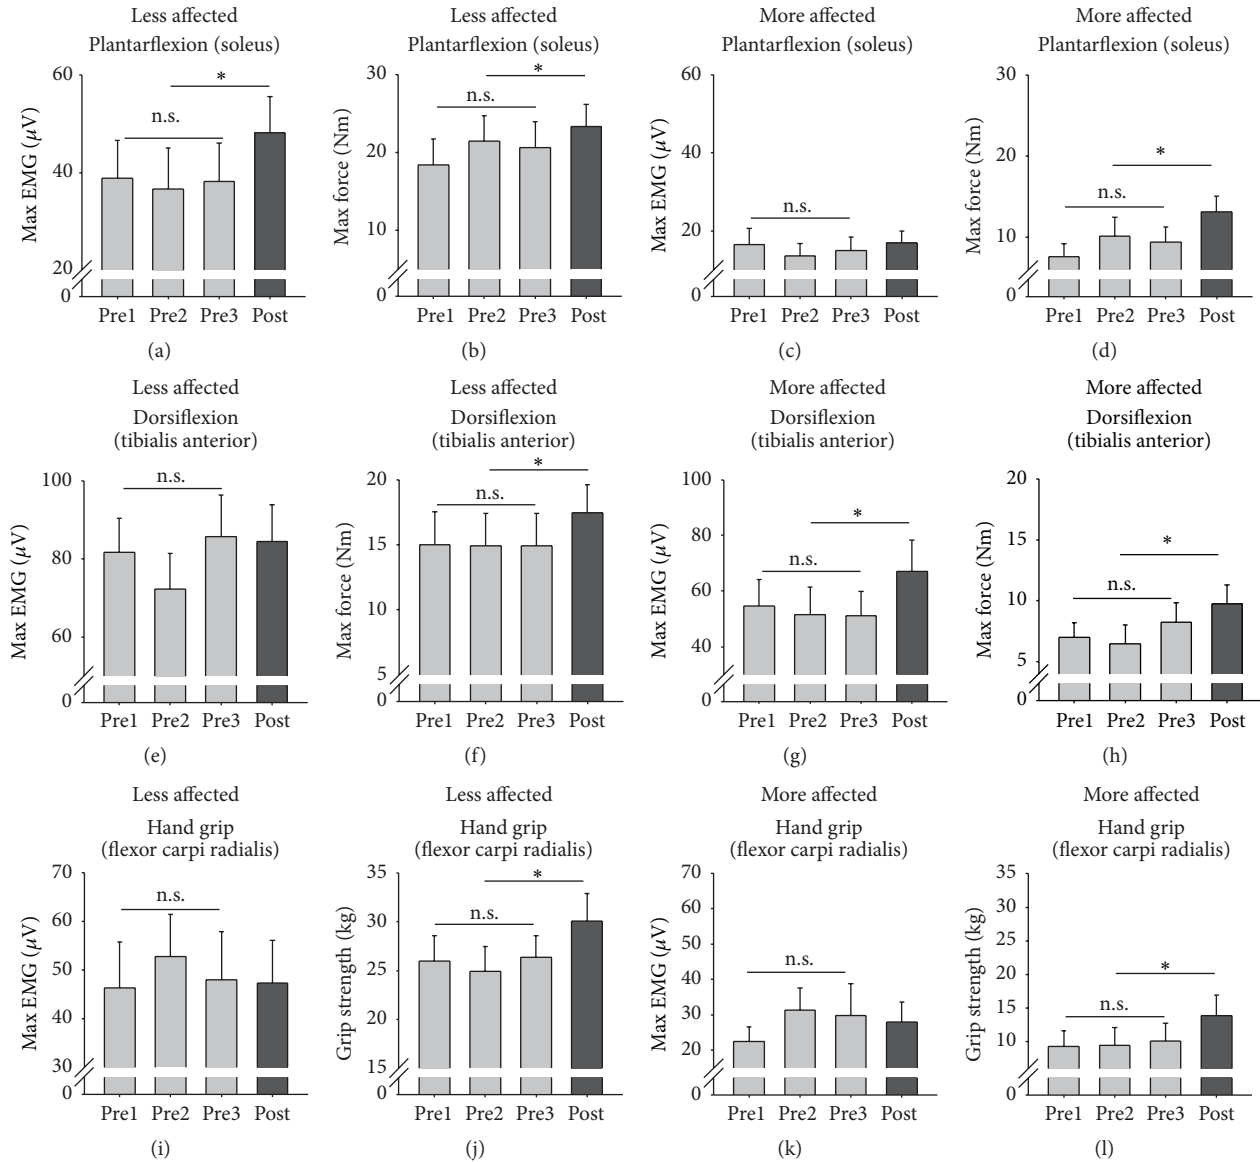 Less affected
Plantarflexion (soleus)
Max EMG (μV)
60
40
20
0
n.s.
*
Pre1 Pre2 Pre3 Post
(a)
Less affected
Plantarflexion (soleus)
Max force (Nm)
30
20
10
0
n.s.
*
Pre1 Pre2 Pre3 Post
(b)
More affected
Plantarflexion (soleus)
Max EMG (μV)
60
40
20
0
n.s.
Pre1 Pre2 Pre3 Post
(c)
More affected
Plantarflexion (soleus)
Max force (Nm)
30
20
10
0
n.s.
*
Pre1 Pre2 Pre3 Post
(d)
Less affected
Dorsiflexion
(tibialis anterior)
Max EMG (μV)
100
80
60
0
n.s.
Pre1 Pre2 Pre3 Post
(e)
Less affected
Dorsiflexion
(tibialis anterior)
Max force (Nm)
20
15
10
5
0
n.s.
*
Pre1 Pre2 Pre3 Post
(f)
More affected
Dorsiflexion
(tibialis anterior)
Max EMG (μV)
100
80
60
40
0
n.s.
*
Pre1 Pre2 Pre3 Post
(g)
More affected
Dorsiflexion
(tibialis anterior)
Max force (Nm)
20
15
10
5
0
n.s.
*
Pre1 Pre2 Pre3 Post
(h)
Less affected
Hand grip
(flexor carpi radialis)
Max EMG (μV)
70
60
50
40
30
0
n.s.
Pre1 Pre2 Pre3 Post
(i)
Less affected
Hand grip
(flexor carpi radialis)
Grip strength (kg)
35
30
25
20
15
0
n.s.
*
Pre1 Pre2 Pre3 Post
(j)
More affected
Hand grip
(flexor carpi radialis)
Max EMG (μV)
70
60
50
40
30
20
0
n.s.
Pre1 Pre2 Pre3 Post
(k)
More affected
Hand grip
(flexor carpi radialis)
Grip strength (kg)
35
30
25
20
15
10
0
n.s.
*
Pre1 Pre2 Pre3 Post
(l)